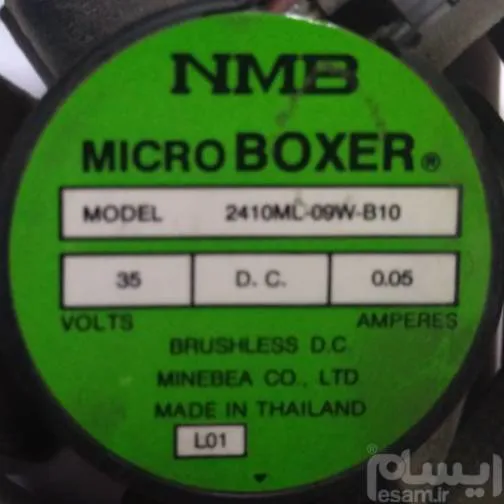 NMB
MICRO BOXER®
MODEL 2410ML-09W-B10
35 D. C. 0.05
VOLTS AMPERES
BRUSHLESS D.C
MINEBEA CO., LTD
MADE IN THAILAND
L01
ایسام®
esam.ir